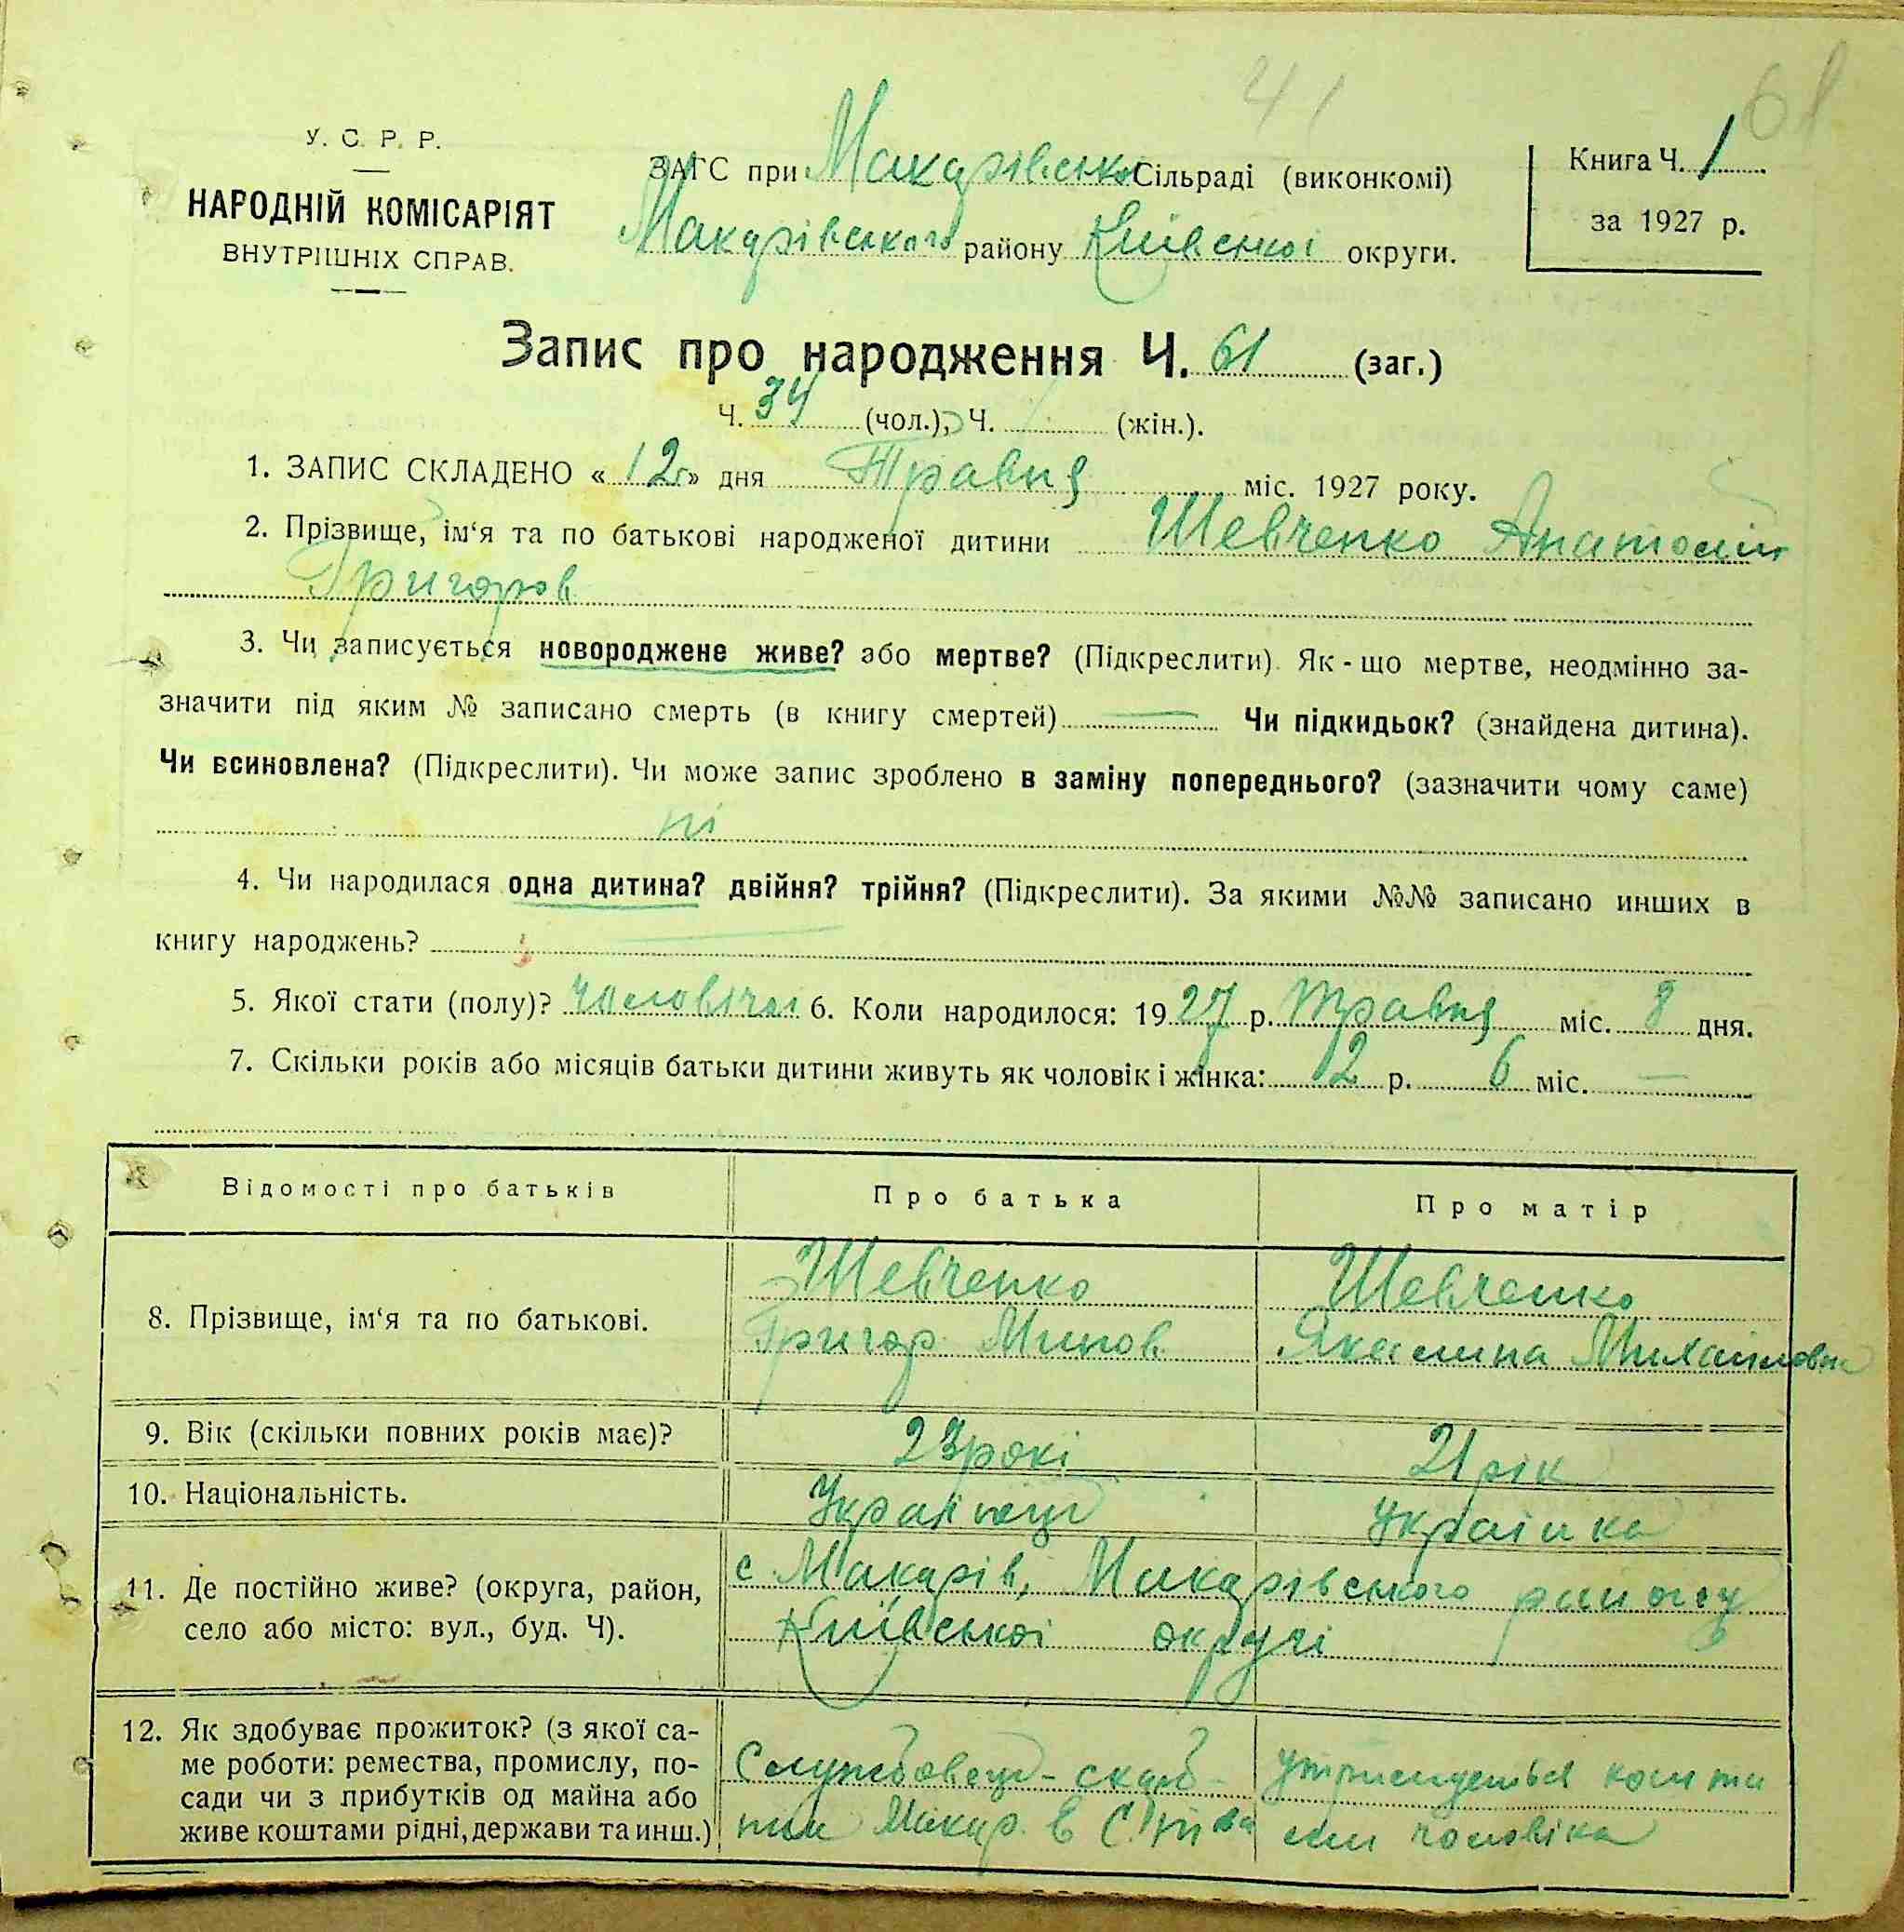 41
61
У. С. Р. Р.
НАРОДНІЙ КОМІСАРІЯТ
ВНУТРІШНІХ СПРАВ.
ЗАГС при Макарівські Сільраді (виконкомі)
Макарівського району Київської округи.
Книга Ч. 1
за 1927 р.
Запис про народження Ч. 61 (заг.)
Ч. 34 (чол.), Ч. (жін.).
1. ЗАПИС СКЛАДЕНО «12» дня Травня міс. 1927 року.
2. Прізвище, ім‘я та по батькові народженої дитини Шевченко Анатолій
Григоров
3. Чи записується новороджене живе? або мертве? (Підкреслити). Як-що мертве, неодмінно за-
значити під яким № записано смерть (в книгу смертей) Чи підкидьок? (знайдена дитина).
Чи всиновлена? (Підкреслити). Чи може запис зроблено в заміну попереднього? (зазначити чому саме)
ні
4. Чи народилася одна дитина? двійня? трійня? (Підкреслити). За якими №№ записано инших в
книгу народжень?
5. Якої стати (полу)? чоловічої 6. Коли народилося: 1927 р. Травня міс. 8 дня.
7. Скільки років або місяців батьки дитини живуть як чоловік і жінка: 2 р. 6 міс. —
Відомості про батьків Про батька Про матір
Шевченко Шевченко
8. Прізвище, ім‘я та по батькові. Григор Минов Якелина Михайловна
9. Вік (скільки повних років має)? 23 рокі 21 рік
10. Національність. Українець Українка
11. Де постійно живе? (округа, район, с Макарів, Макарівського району
село або місто: вул., буд. Ч). Київської округі
12. Як здобуває прожиток? (з якої са-
ме роботи: ремества, промислу, по- Службовець - скарб- утримується кошта
сади чи з прибутків од майна або
живе коштами рідні, держави та инш.) ник Макар. в ми чоловіка